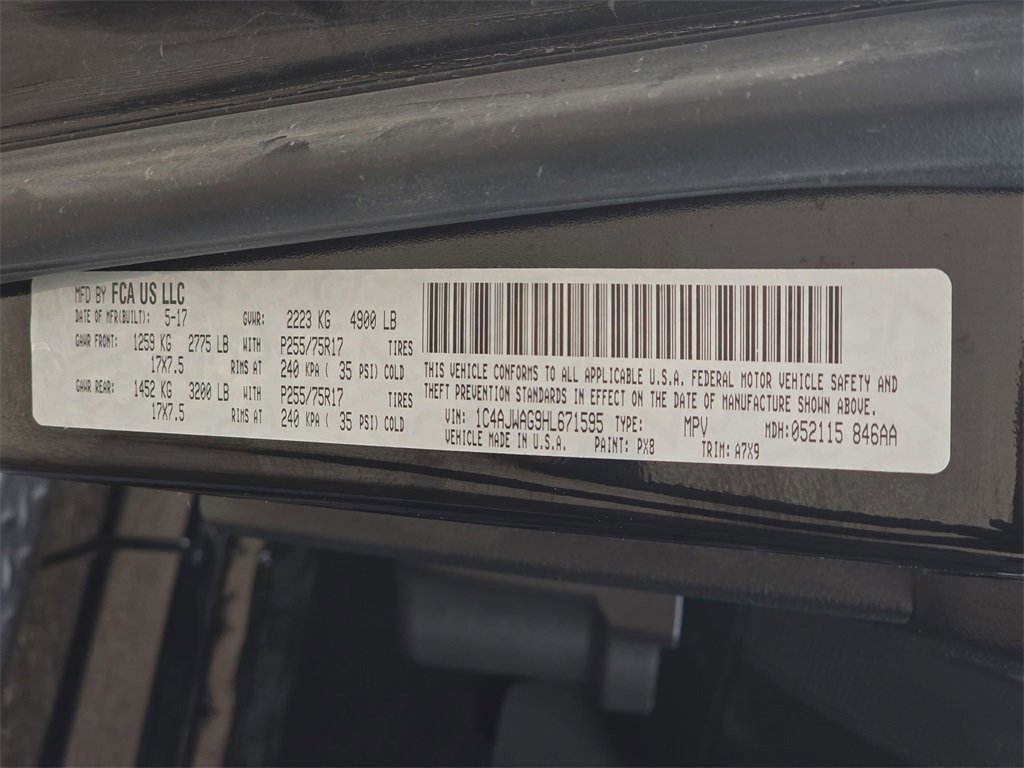 MFD BY FCA US LLC
DATE OF MFR(BUILT): 5-17 GVWR: 2223 KG 4900 LB
GAWR FRONT: 1259 KG 2775 LB WITH P255/75R17 TIRES
17X7.5 RIMS AT 240 KPA ( 35 PSI) COLD
GAWR REAR: 1452 KG 3200 LB WITH P255/75R17 TIRES
17X7.5 RIMS AT 240 KPA ( 35 PSI) COLD
THIS VEHICLE CONFORMS TO ALL APPLICABLE U.S.A. FEDERAL MOTOR VEHICLE SAFETY AND
THEFT PREVENTION STANDARDS IN EFFECT ON THE DATE OF MANUFACTURE SHOWN ABOVE.
VIN: 1C4AJWAG9HL671595 TYPE: MPV MDH:052115 846AA
VEHICLE MADE IN U.S.A. PAINT: PX8 TRIM: A7X9